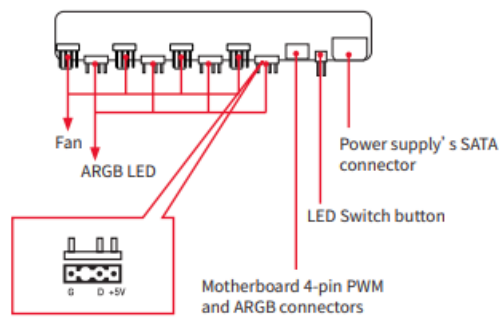 Fan
ARGB LED
Power supply's SATA
connector
LED Switch button
G D +5V
Motherboard 4-pin PWM
and ARGB connectors